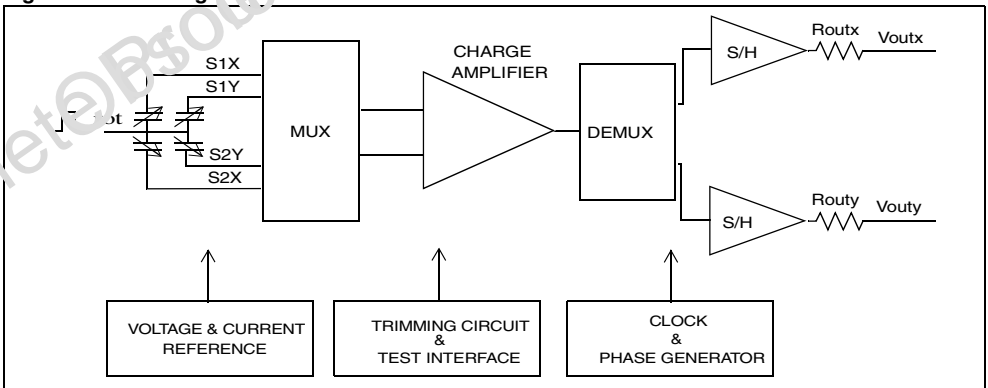 S1X
S1Y
rot
S2Y
S2X
MUX
CHARGE
AMPLIFIER
DEMUX
S/H
Routx
Voutx
S/H
Routy
Vouty
VOLTAGE & CURRENT
REFERENCE
TRIMMING CIRCUIT
&
TEST INTERFACE
CLOCK
&
PHASE GENERATOR